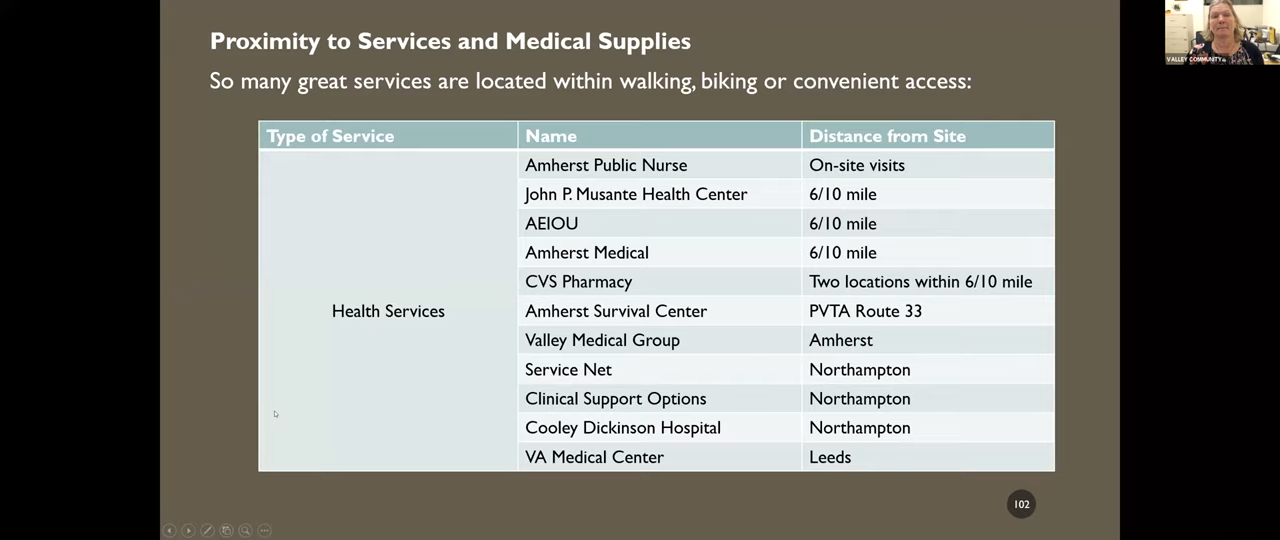 Proximity to Services and Medical Supplies
So many great services are located within walking, biking or convenient access:
Type of Service Name Distance from Site
Health Services
Amherst Public Nurse On-site visits
John P. Musante Health Center 6/10 mile
AEIOU 6/10 mile
Amherst Medical 6/10 mile
CVS Pharmacy Two locations within 6/10 mile
Amherst Survival Center PVTA Route 33
Valley Medical Group Amherst
Service Net Northampton
Clinical Support Options Northampton
Cooley Dickinson Hospital Northampton
VA Medical Center Leeds
102
VALLEY COMMUNITY